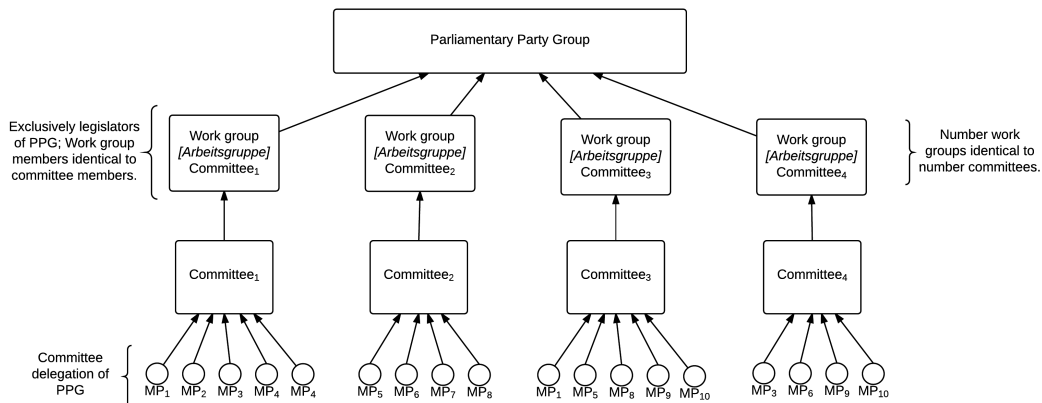 Parliamentary Party Group
Exclusively legislators
of PPG; Work group
members identical to
committee members.
Work group
[Arbeitsgruppe]
Committee₁
Work group
[Arbeitsgruppe]
Committee₂
Work group
[Arbeitsgruppe]
Committee₃
Work group
[Arbeitsgruppe]
Committee₄
Number work
groups identical to
number committees.
Committee₁
Committee₂
Committee₃
Committee₄
Committee
delegation of
PPG
MP₁ MP₂ MP₃ MP₄ MP₄
MP₅ MP₆ MP₇ MP₈
MP₁ MP₅ MP₈ MP₉ MP₁₀
MP₃ MP₆ MP₉ MP₁₀